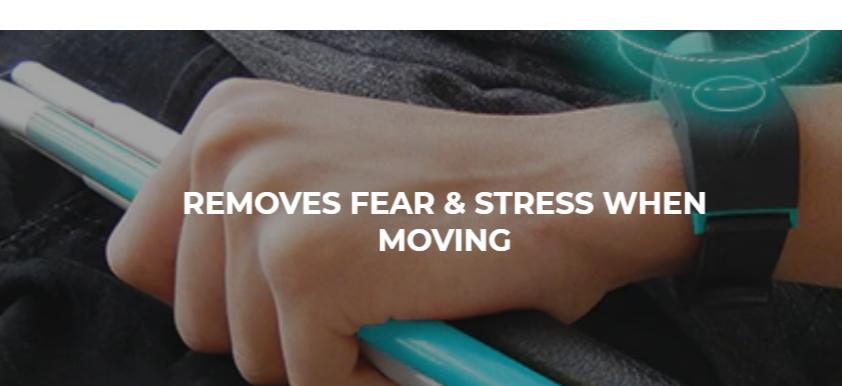 REMOVES FEAR & STRESS WHEN
MOVING